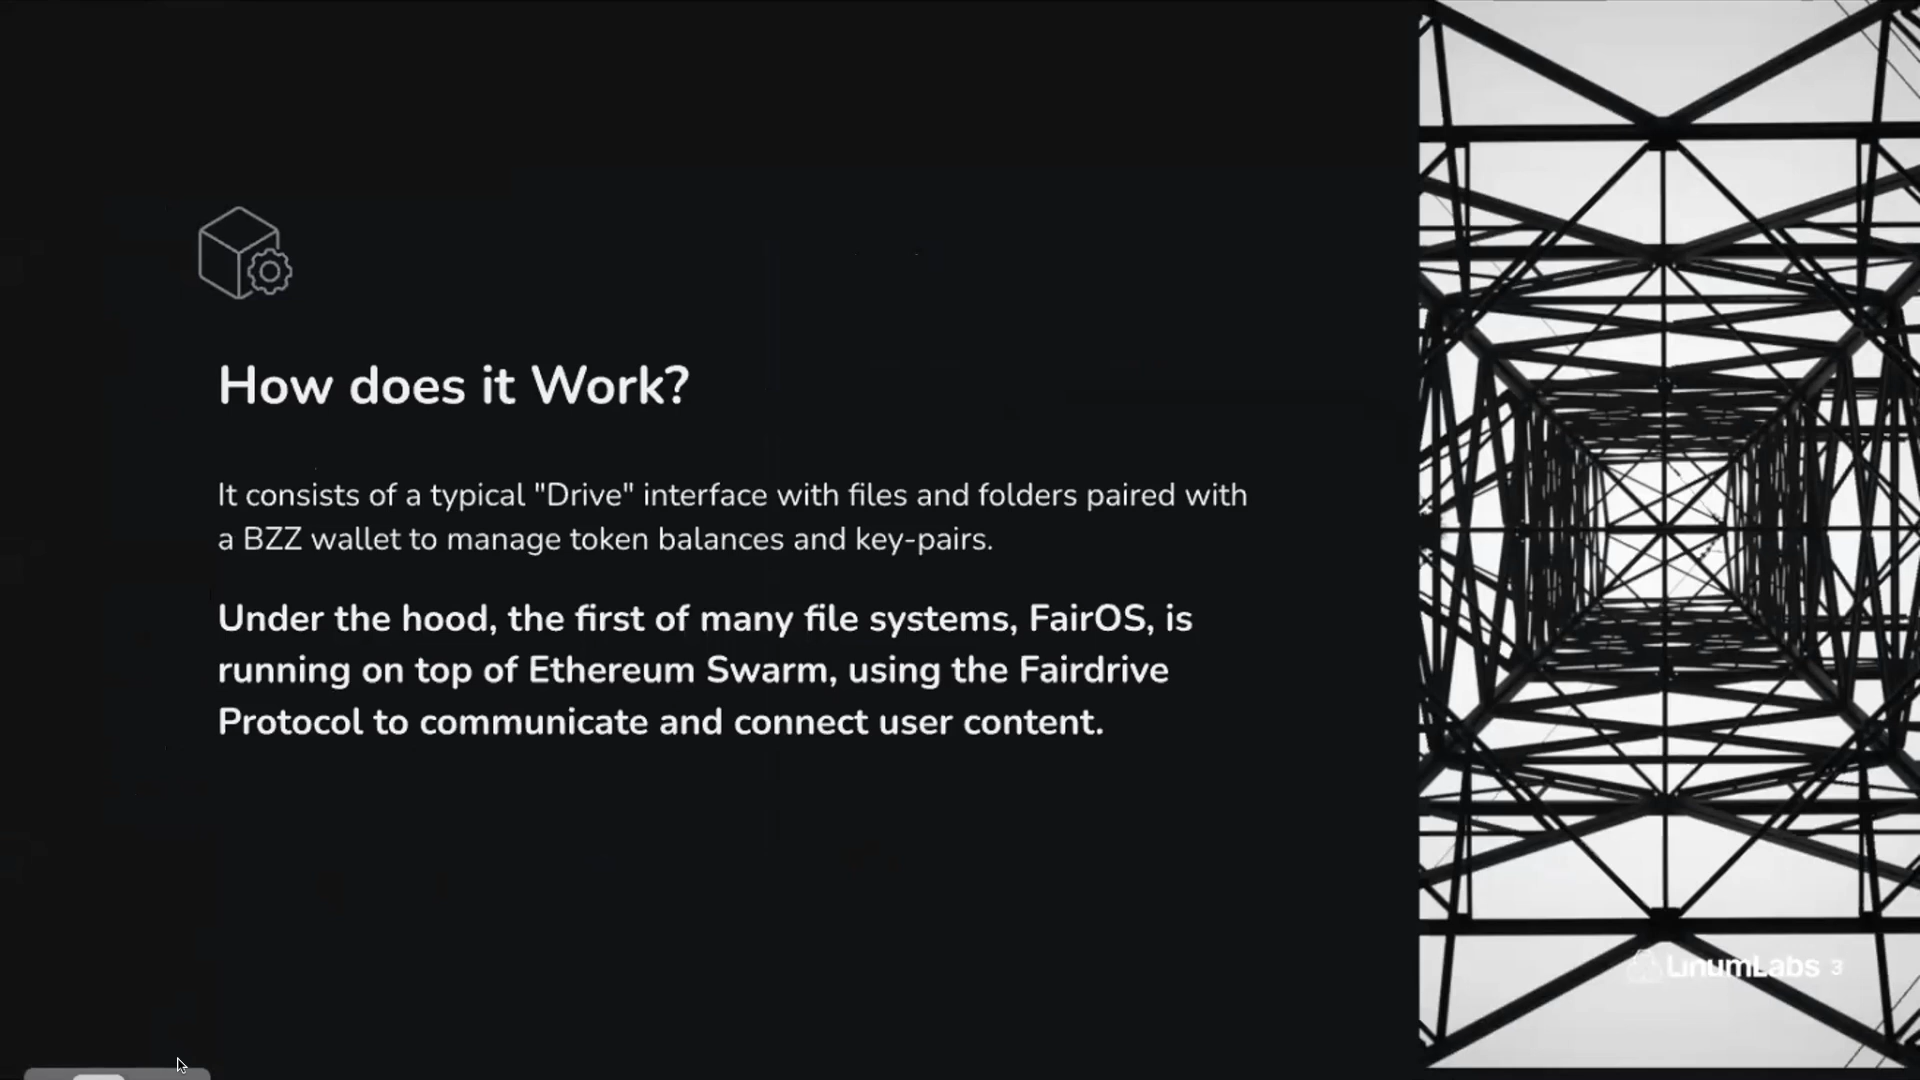 How does it Work?
It consists of a typical "Drive" interface with files and folders paired with
a BZZ wallet to manage token balances and key-pairs.
Under the hood, the first of many file systems, FairOS, is
running on top of Ethereum Swarm, using the Fairdrive
Protocol to communicate and connect user content.
LinumLabs 3